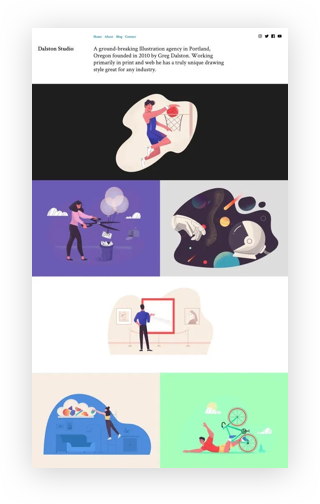 Home About Blog Contact
Dalston Studio
A ground-breaking Illustration agency in Portland,
Oregon founded in 2010 by Greg Dalston. Working
primarily in print and web he has a truly unique drawing
style great for any industry.